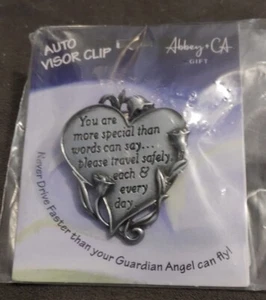 AUTO
VISOR CLIP
Abbey + CA
GIFT
You are
more special than
words can say...
please travel safely
each &
every
day.
Never Drive Faster than your Guardian Angel can fly!